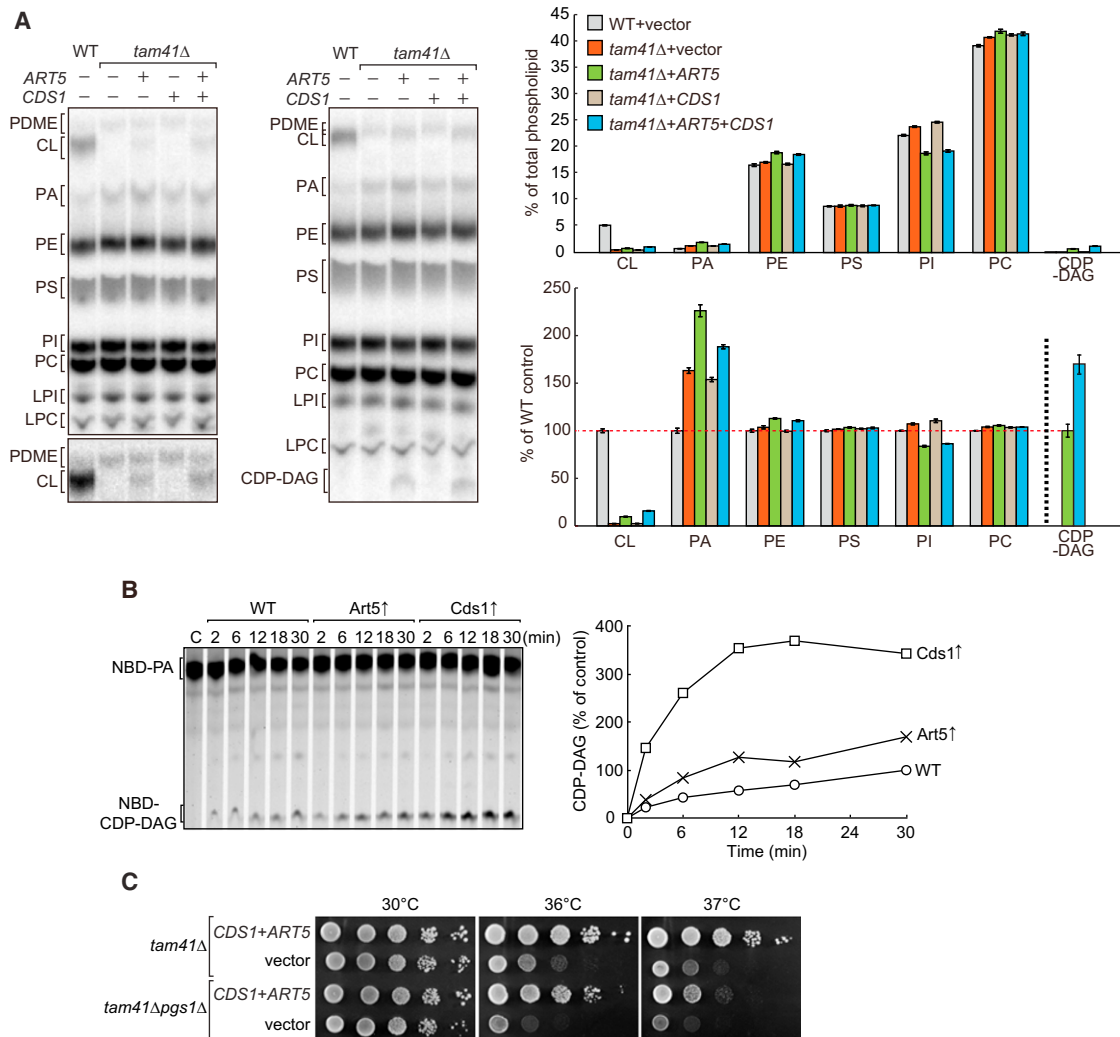 A
WT tam41Δ
ART5 – – + – +
CDS1 – – – + +
PDME
CL
PA
PE
PS
PI
PC
LPI
LPC
PDME
CL
WT tam41Δ
ART5 – – + – +
CDS1 – – – + +
PDME
CL
PA
PE
PS
PI
PC
LPI
LPC
CDP-DAG
% of total phospholipid
45
40
35
30
25
20
15
10
5
0
WT+vector
tam41Δ+vector
tam41Δ+ART5
tam41Δ+CDS1
tam41Δ+ART5+CDS1
CL PA PE PS PI PC CDP
-DAG
% of WT control
250
200
150
100
50
0
CL PA PE PS PI PC CDP
-DAG
B
WT Art5↑ Cds1↑
C 2 6 12 18 30 2 6 12 18 30 2 6 12 18 30 (min)
NBD-PA
NBD-
CDP-DAG
CDP-DAG (% of control)
400
300
200
100
0
Cds1↑
Art5↑
WT
0 6 12 18 24 30
Time (min)
C
30°C 36°C 37°C
tam41Δ
CDS1+ART5
vector
tam41Δpgs1Δ
CDS1+ART5
vector